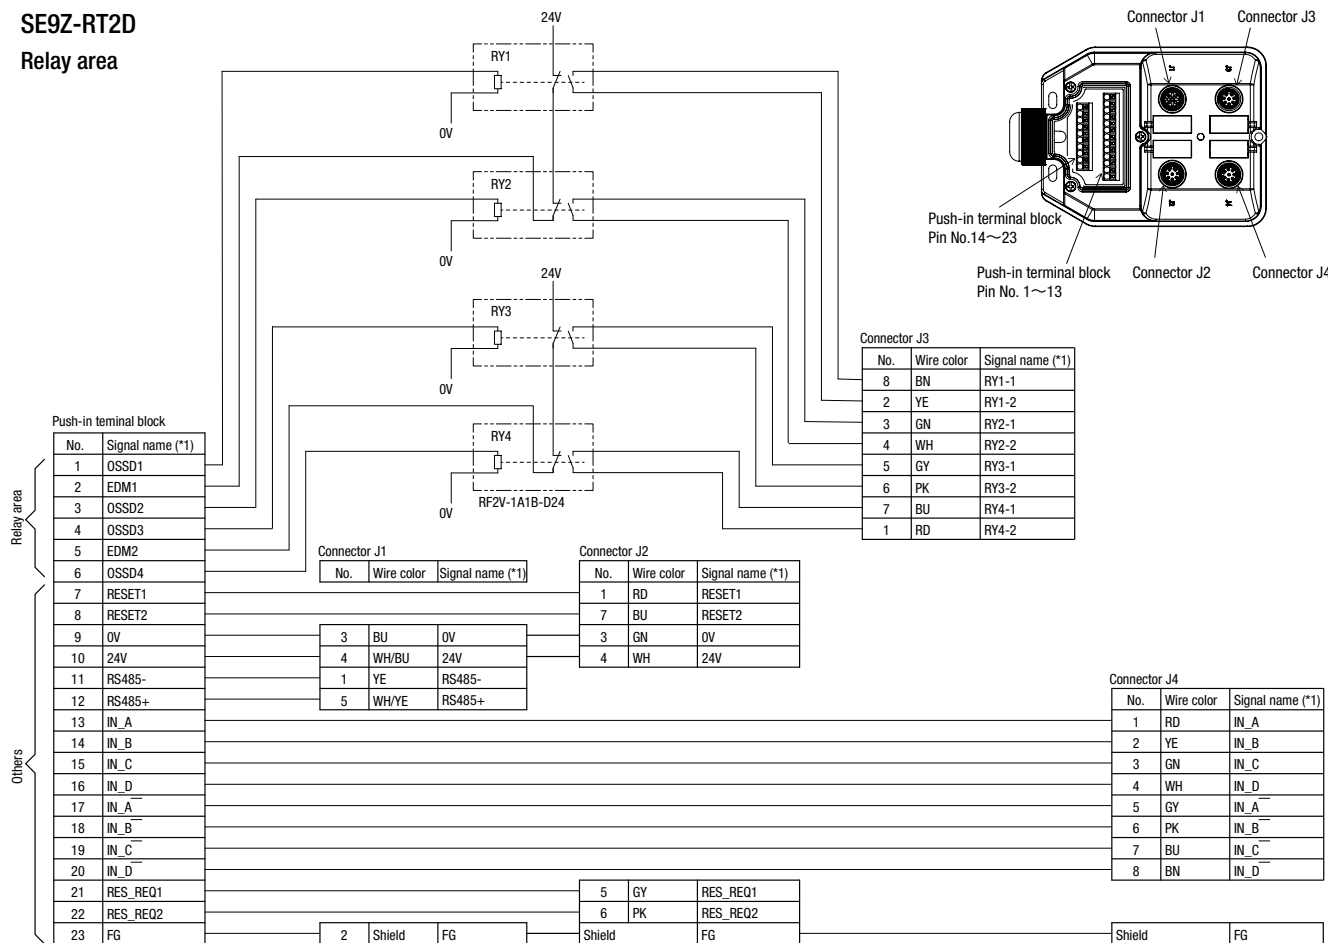 SE9Z-RT2D
Relay area
24V
RY1
0V
RY2
0V
24V
RY3
0V
RY4
0V
RF2V-1A1B-D24
Connector J1 Connector J3
J1 J3
J2 J4
Push-in terminal block
Pin No.14～23
Push-in terminal block
Pin No. 1～13
Connector J2 Connector J4
Connector J3
No. Wire color Signal name (*1)
8 BN RY1-1
2 YE RY1-2
3 GN RY2-1
4 WH RY2-2
5 GY RY3-1
6 PK RY3-2
7 BU RY4-1
1 RD RY4-2
Push-in teminal block
No. Signal name (*1)
Relay area
1 OSSD1
2 EDM1
3 OSSD2
4 OSSD3
5 EDM2
6 OSSD4
Others
7 RESET1
8 RESET2
9 0V
10 24V
11 RS485-
12 RS485+
13 IN_A
14 IN_B
15 IN_C
16 IN_D
17 IN_A̅
18 IN_B̅
19 IN_C̅
20 IN_D̅
21 RES_REQ1
22 RES_REQ2
23 FG
Connector J1
No. Wire color Signal name (*1)
3 BU 0V
4 WH/BU 24V
1 YE RS485-
5 WH/YE RS485+
2 Shield FG
Connector J2
No. Wire color Signal name (*1)
1 RD RESET1
7 BU RESET2
3 GN 0V
4 WH 24V
5 GY RES_REQ1
6 PK RES_REQ2
Shield FG
Connector J4
No. Wire color Signal name (*1)
1 RD IN_A
2 YE IN_B
3 GN IN_C
4 WH IN_D
5 GY IN_A̅
6 PK IN_B̅
7 BU IN_C̅
8 BN IN_D̅
Shield FG